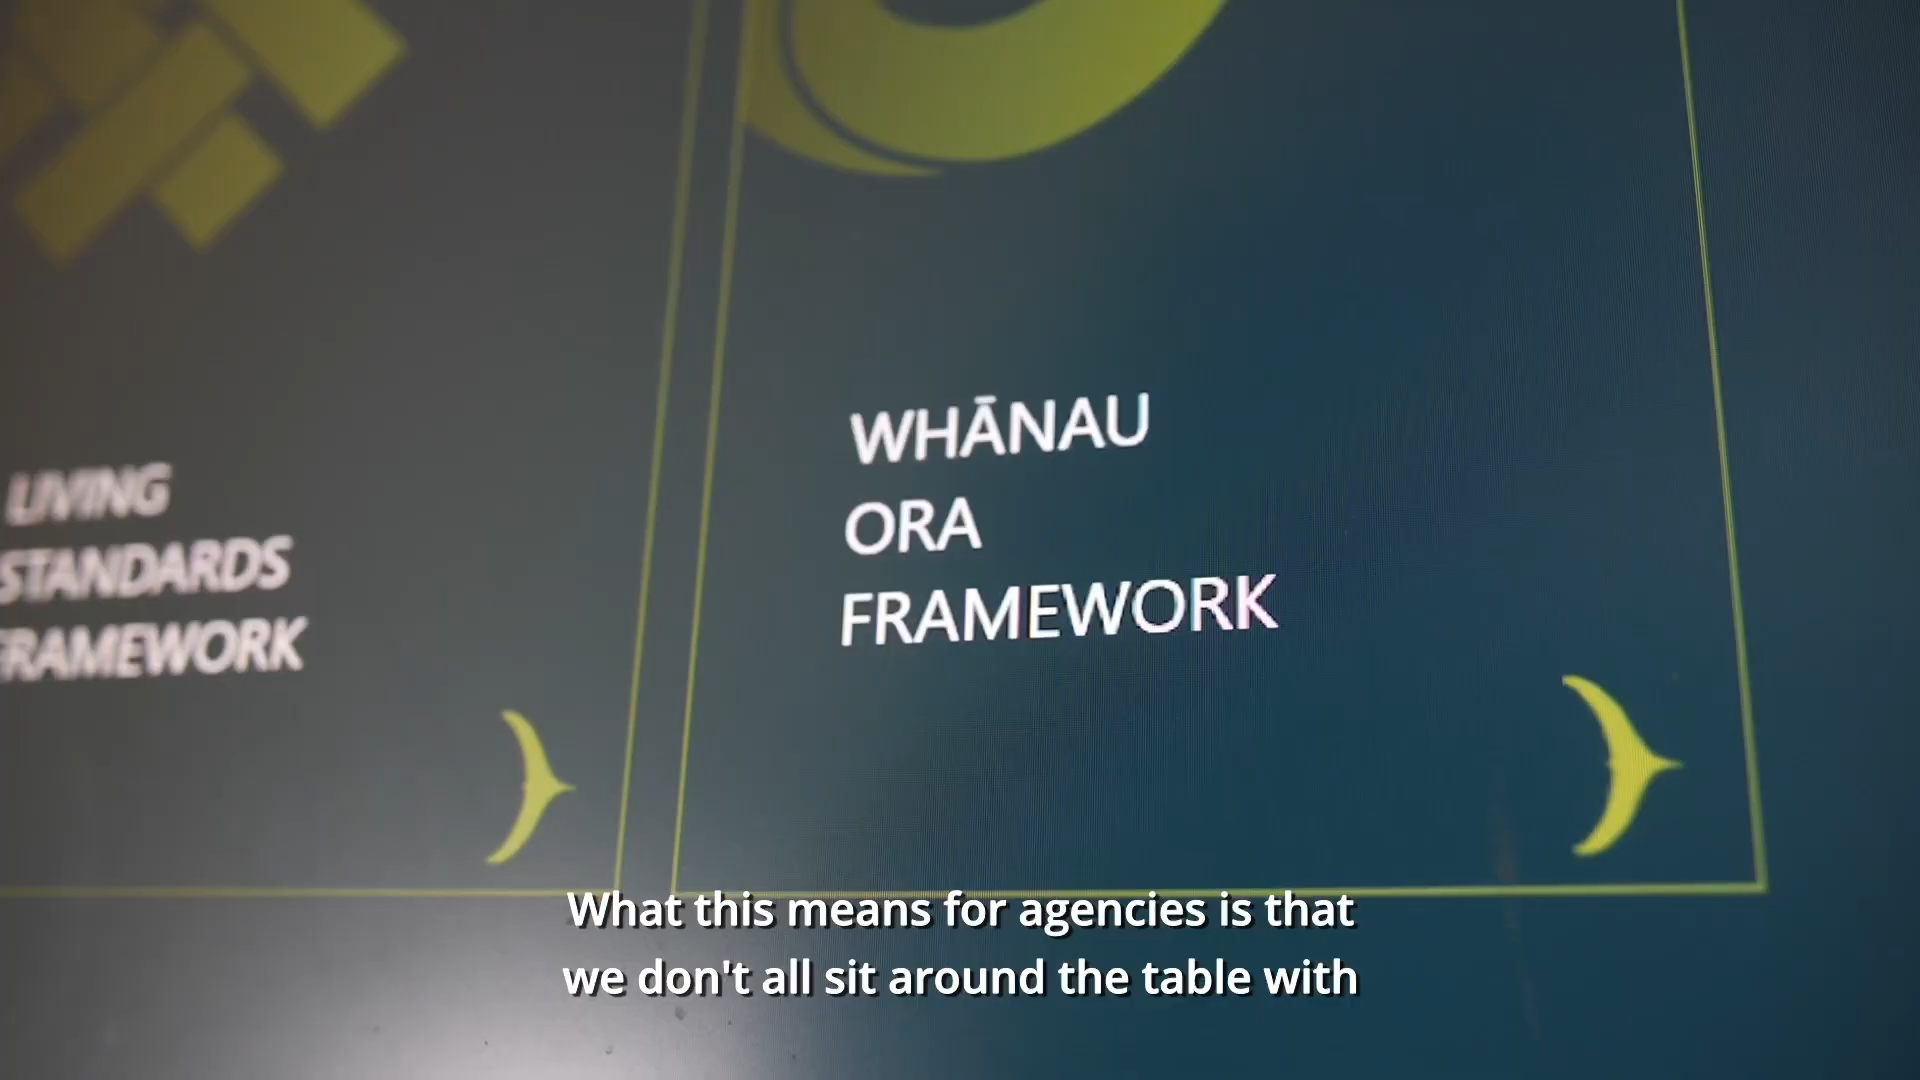 LIVING
STANDARDS
FRAMEWORK
WHĀNAU
ORA
FRAMEWORK
What this means for agencies is that
we don't all sit around the table with